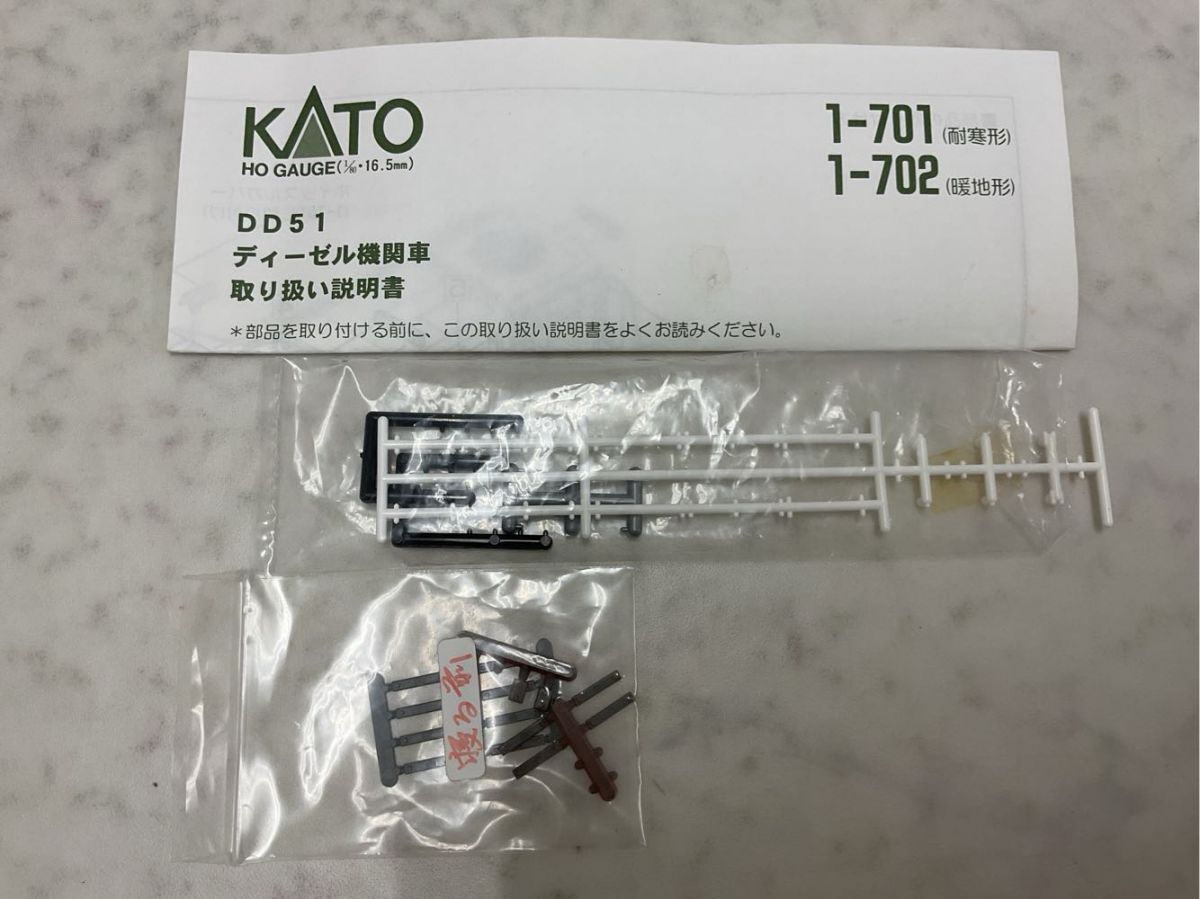 KATO
HO GAUGE(1/80・16.5mm)
1-701(耐寒形)
1-702(暖地形)
DD51
ディーゼル機関車
取り扱い説明書
*部品を取り付ける前に、この取り扱い説明書をよくお読みください。